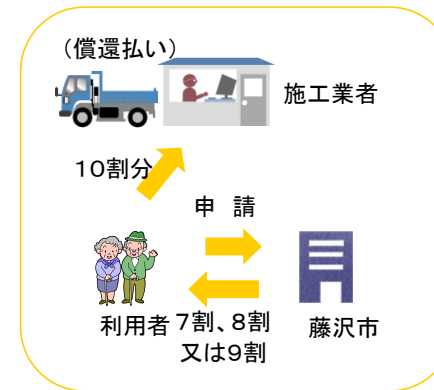 （償還払い）
施工業者
１０割分
申 請
利用者
７割、８割
又は９割
藤沢市